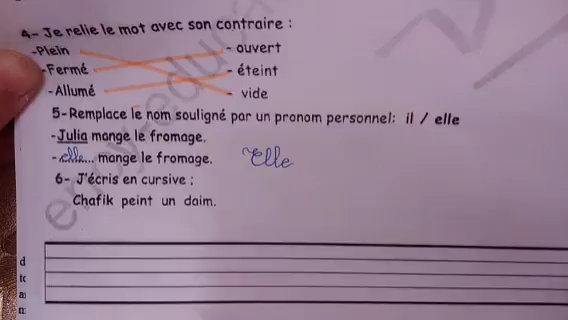 4- Je relie le mot avec son contraire :
-Plein - ouvert
-Fermé - éteint
-Allumé - vide
5-Remplace le nom souligné par un pronom personnel: il / elle
-Julia mange le fromage.
-elle... mange le fromage. Elle
6- J'écris en cursive :
Chafik peint un daim.